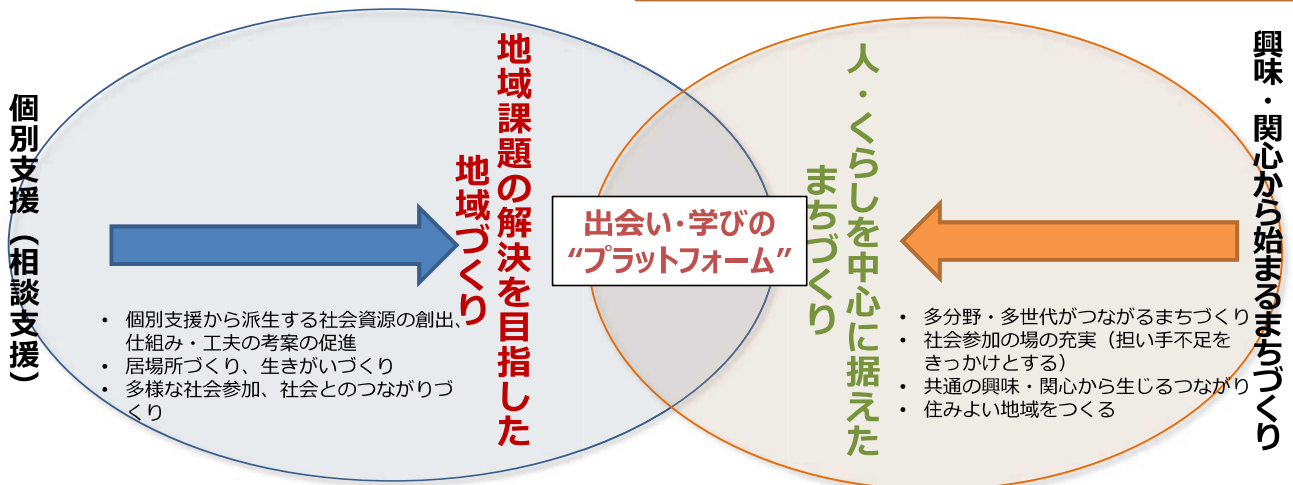 個別支援（相談支援）
地域課題の解決を目指した
地域づくり
• 個別支援から派生する社会資源の創出、
仕組み・工夫の考案の促進
• 居場所づくり、生きがいづくり
• 多様な社会参加、社会とのつながりづ
くり
出会い・学びの
“プラットフォーム”
人・くらしを中心に据えた
まちづくり
• 多分野・多世代がつながるまちづくり
• 社会参加の場の充実（担い手不足を
きっかけとする）
• 共通の興味・関心から生じるつながり
• 住みよい地域をつくる
興味・関心から始まるまちづくり